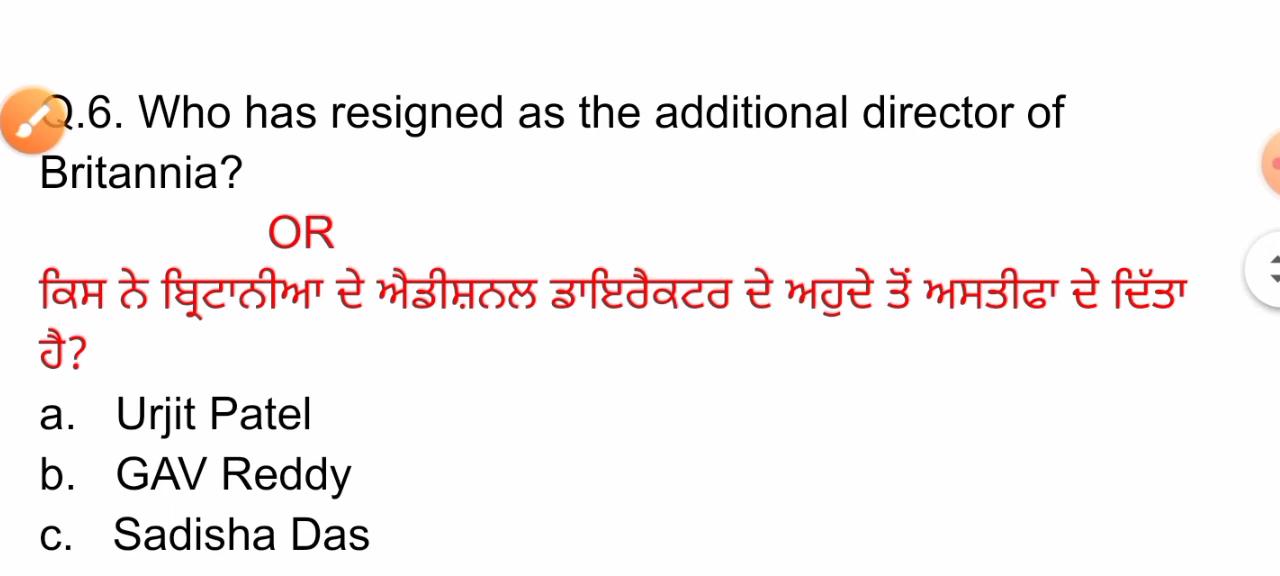 Q.6. Who has resigned as the additional director of
Britannia?
OR
ਕਿਸ ਨੇ ਬ੍ਰਿਟਾਨੀਆ ਦੇ ਐਡੀਸ਼ਨਲ ਡਾਇਰੈਕਟਰ ਦੇ ਅਹੁਦੇ ਤੋਂ ਅਸਤੀਫਾ ਦੇ ਦਿੱਤਾ
ਹੈ?
a. Urjit Patel
b. GAV Reddy
c. Sadisha Das